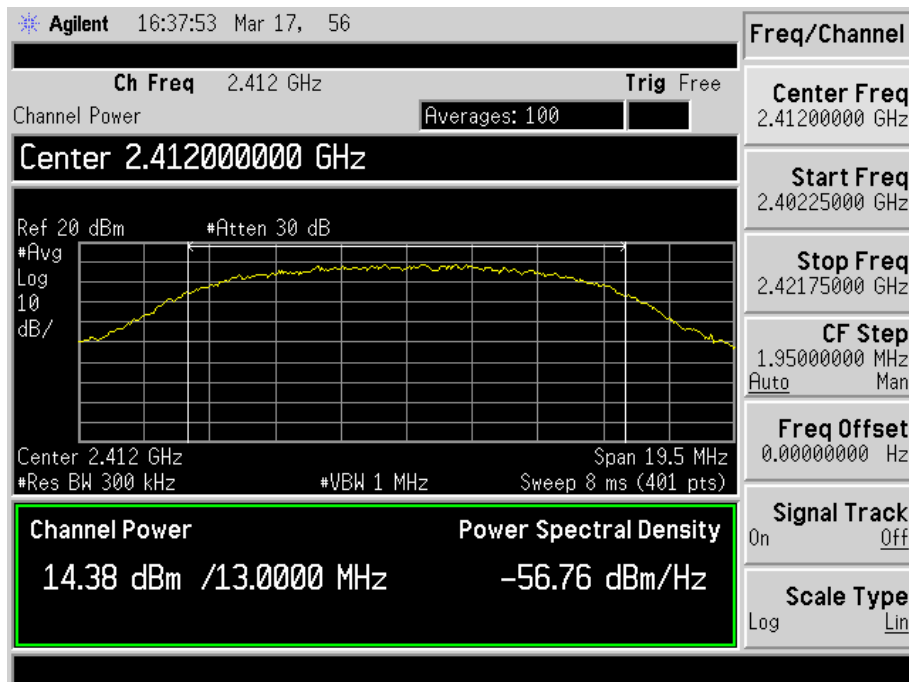 Agilent 16:37:53 Mar 17, 56
Ch Freq 2.412 GHz Trig Free
Channel Power Averages: 100
Center 2.412000000 GHz
Ref 20 dBm #Atten 30 dB
#Avg
Log
10
dB/
Center 2.412 GHz Span 19.5 MHz
#Res BW 300 kHz #VBW 1 MHz Sweep 8 ms (401 pts)
Channel Power Power Spectral Density
14.38 dBm /13.0000 MHz -56.76 dBm/Hz
Freq/Channel
Center Freq
2.41200000 GHz
Start Freq
2.40225000 GHz
Stop Freq
2.42175000 GHz
CF Step
1.95000000 MHz
Auto Man
Freq Offset
0.00000000 Hz
Signal Track
On Off
Scale Type
Log Lin